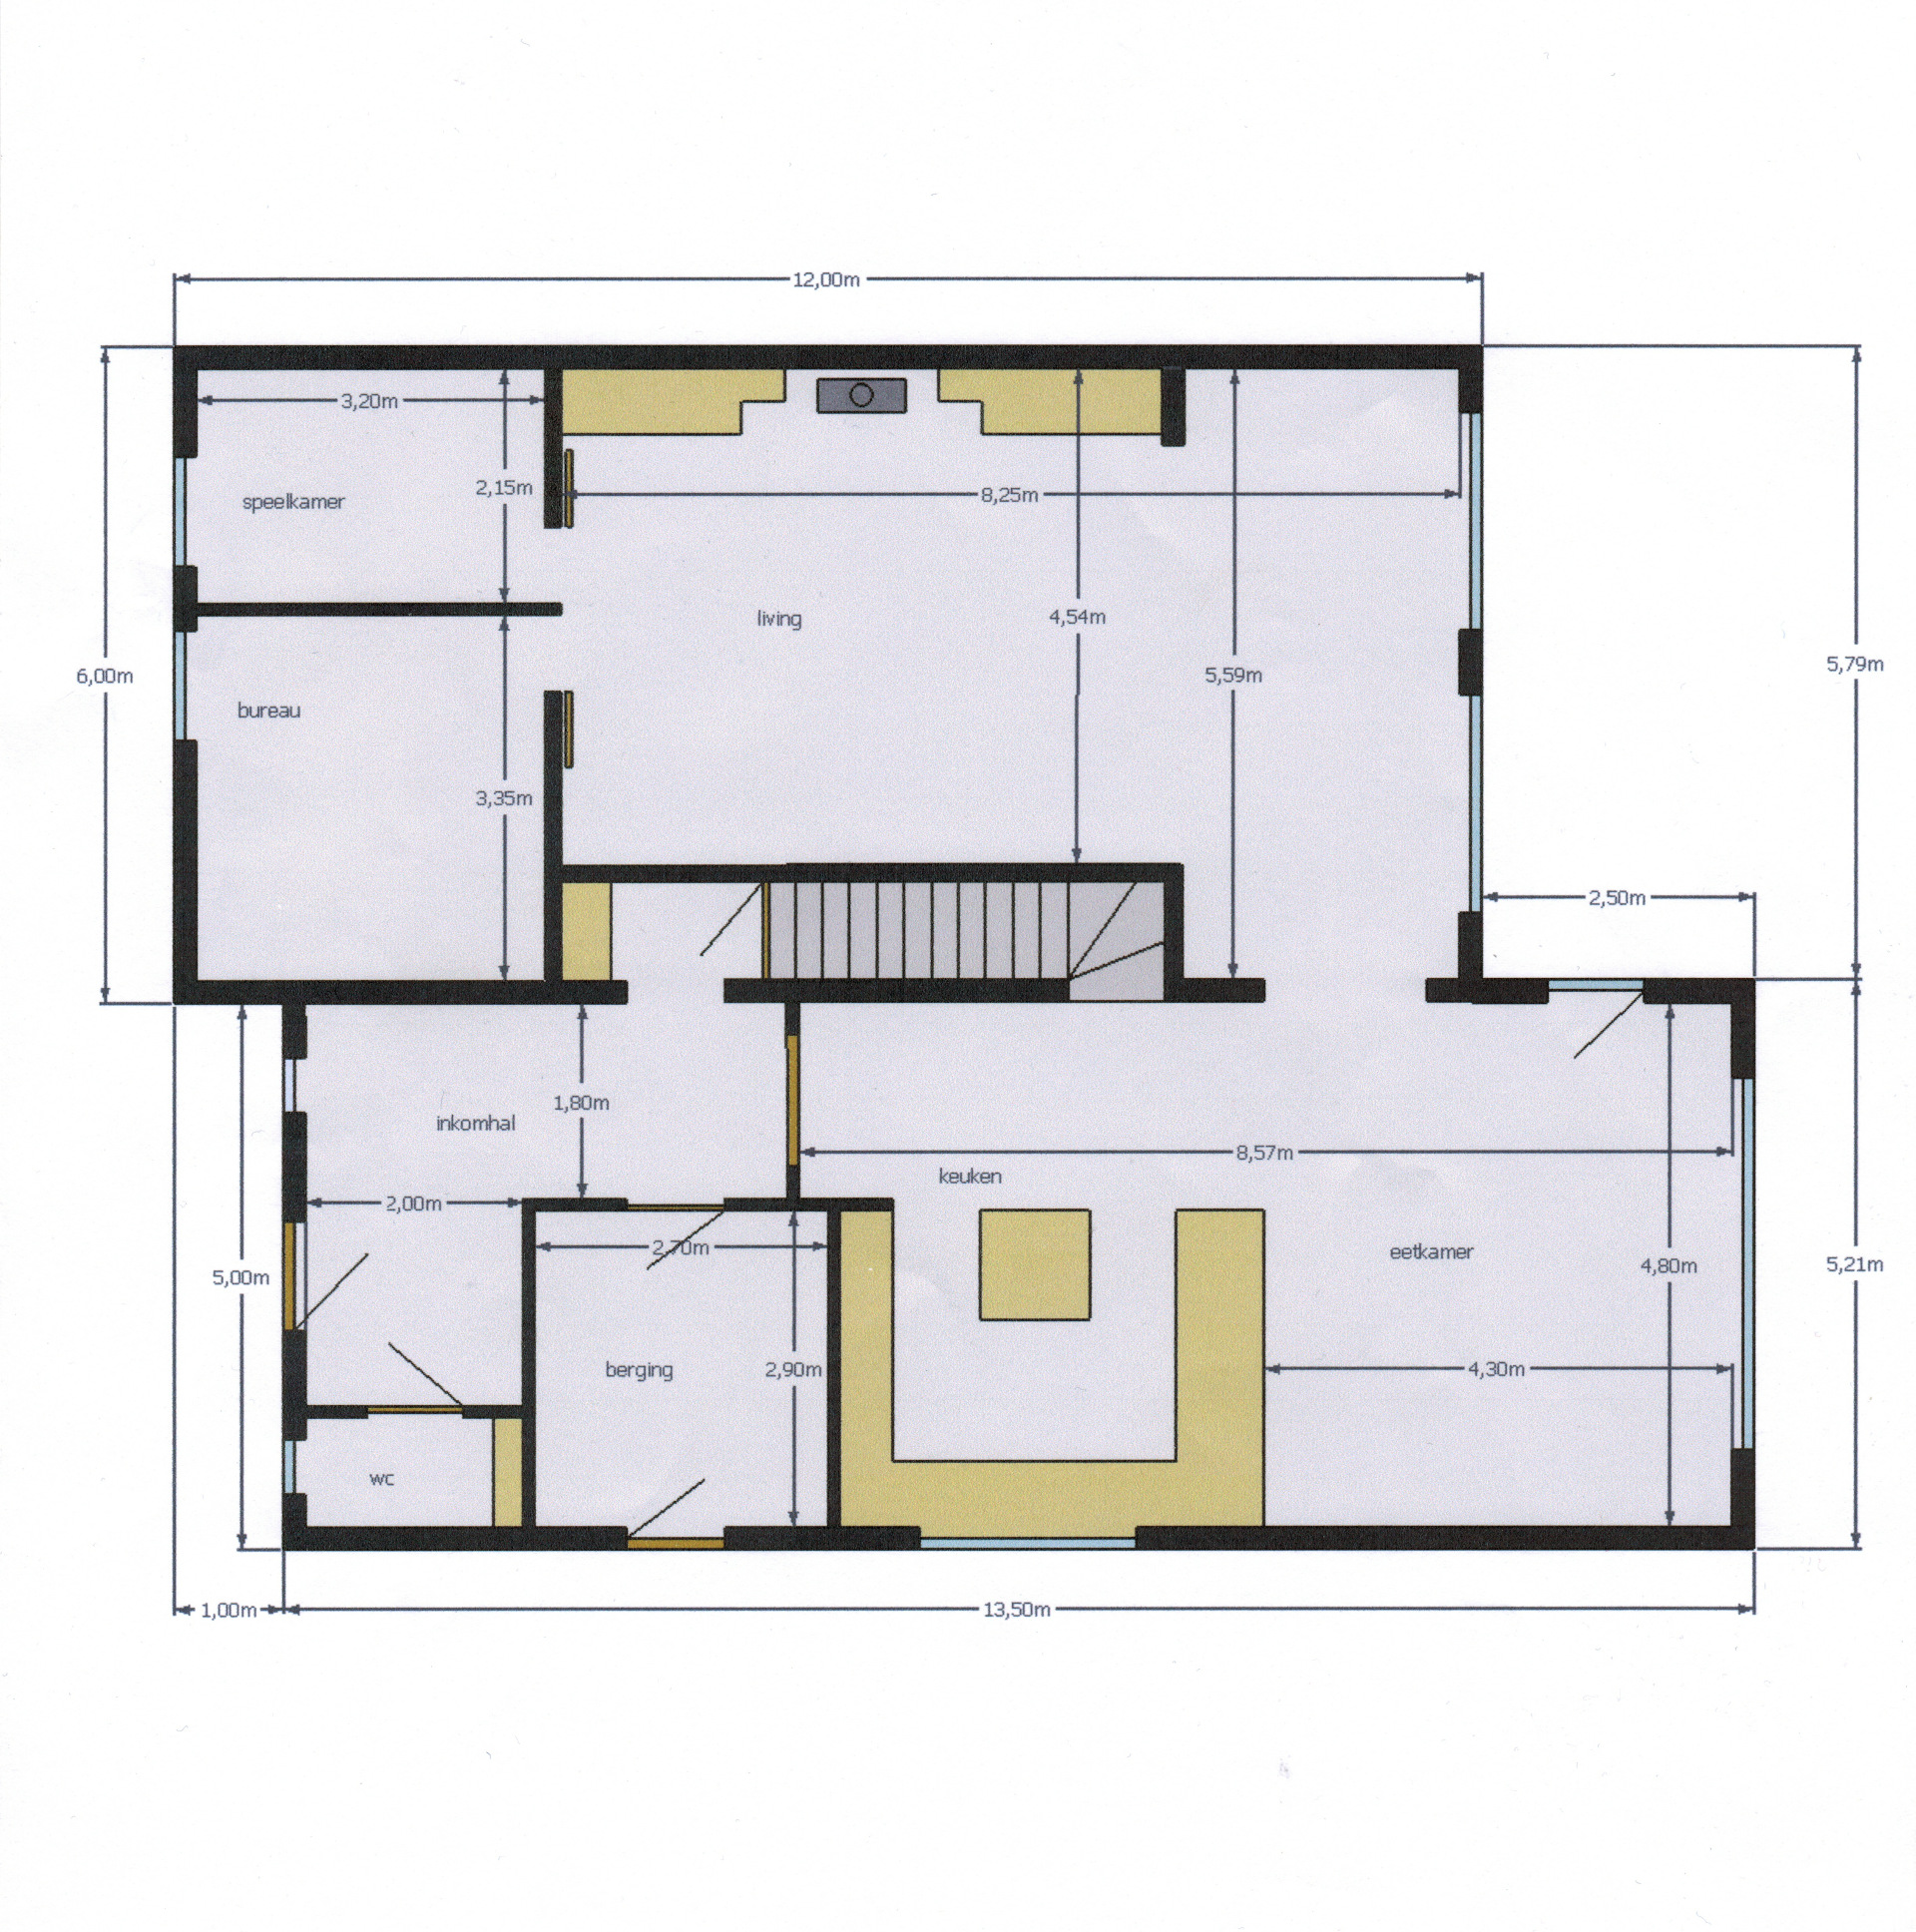 12,00m
3,20m
2,15m
speelkamer
8,25m
living
4,54m
5,59m
5,79m
6,00m
bureau
3,35m
2,50m
1,80m
inkomhal
8,57m
keuken
2,00m
2,70m
eetkamer
4,80m
5,21m
5,00m
berging
2,90m
4,30m
wc
1,00m
13,50m